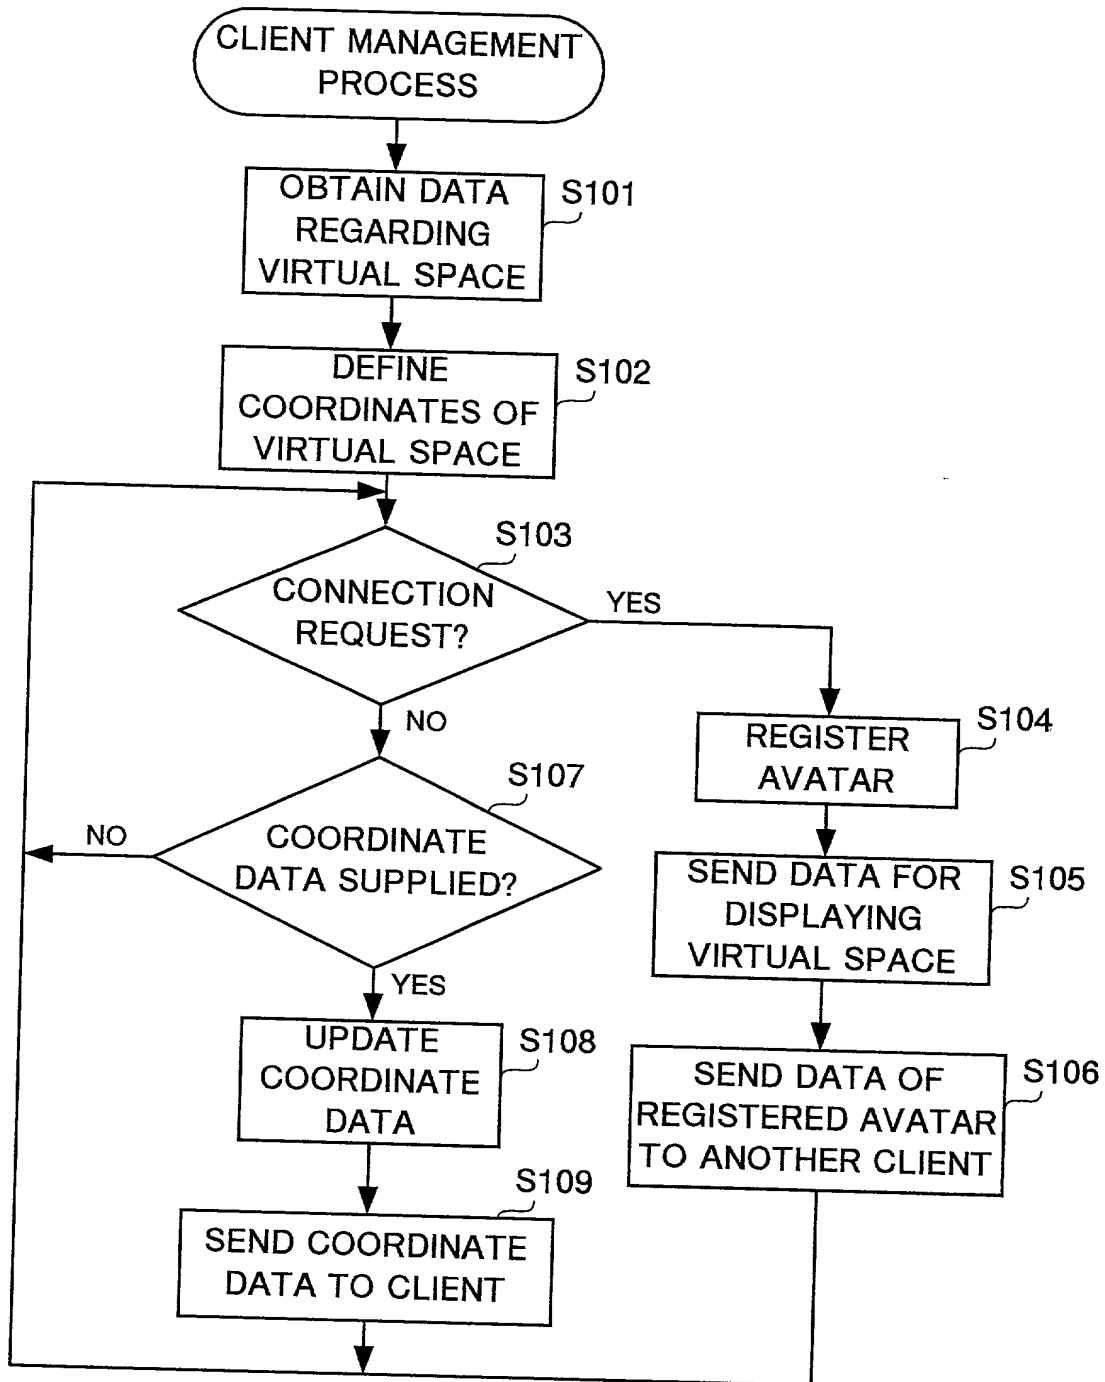 CLIENT MANAGEMENT
PROCESS
OBTAIN DATA
REGARDING
VIRTUAL SPACE
S101
DEFINE
COORDINATES OF
VIRTUAL SPACE
S102
S103
CONNECTION
REQUEST?
YES
NO
S104
REGISTER
AVATAR
S107
COORDINATE
DATA SUPPLIED?
NO
YES
SEND DATA FOR
DISPLAYING
VIRTUAL SPACE
S105
UPDATE
COORDINATE
DATA
S108
SEND DATA OF
REGISTERED AVATAR
TO ANOTHER CLIENT
S106
S109
SEND COORDINATE
DATA TO CLIENT